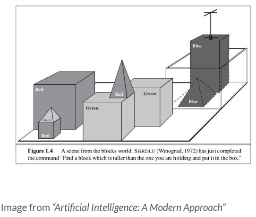 Blue
Red
Green
Green
Blue
Red
Red
Figure 1.4 A scene from the blocks world. SHRDLU (Winograd, 1972) has just completed
the command "Find a block which is taller than the one you are holding and put it in the box."
Image from "Artificial Intelligence: A Modern Approach"